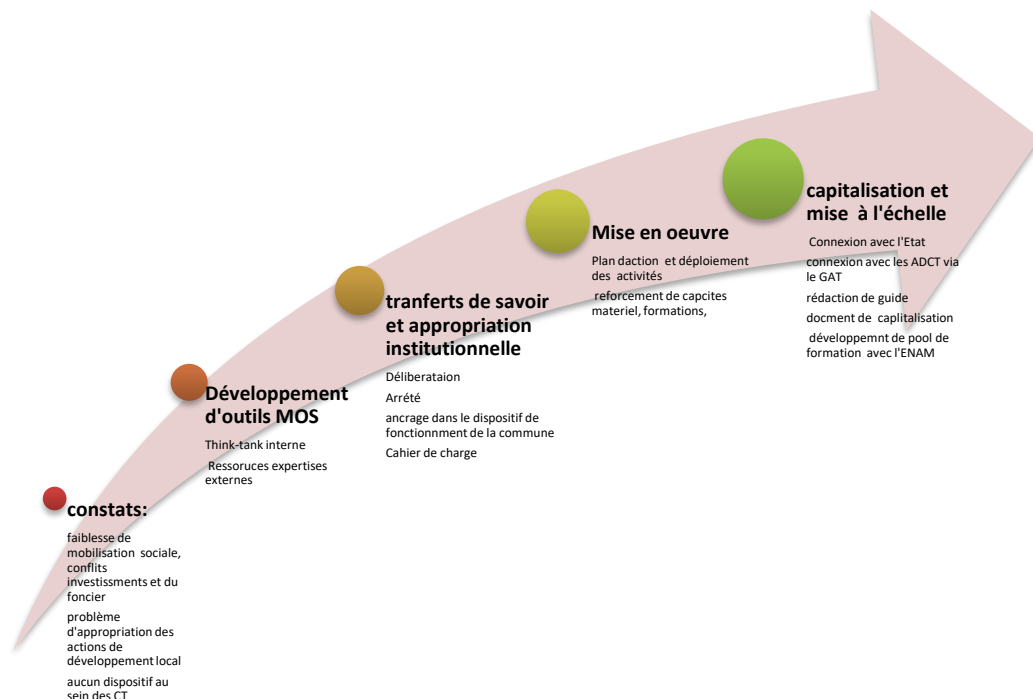 constats:
faiblesse de
mobilisation sociale,
conflits
investissments et du
foncier
problème
d'appropriation des
actions de
développement local
aucun dispositif au
sein des CT
Développement
d'outils MOS
Think-tank interne
Ressoruces expertises
externes
tranferts de savoir
et appropriation
institutionnelle
Déliberataion
Arrété
ancrage dans le dispositif de
fonctionnment de la commune
Cahier de charge
Mise en oeuvre
Plan daction et déploiement
des activités
reforcement de capcites
materiel, formations,
capitalisation et
mise à l'échelle
Connexion avec l'Etat
connexion avec les ADCT via
le GAT
rédaction de guide
docment de caplitalisation
développemnt de pool de
formation avec l'ENAM